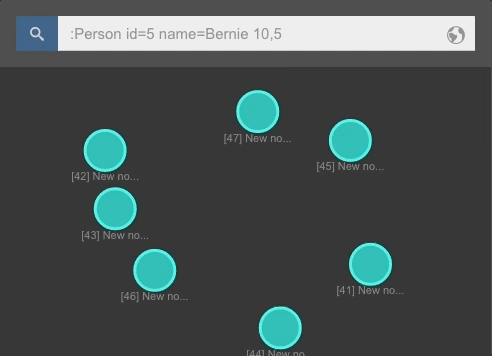 :Person id=5 name=Bernie 10,5
[47] New no...
[45] New no...
[42] New no...
[43] New no...
[41] New no...
[46] New no...
[44] New no